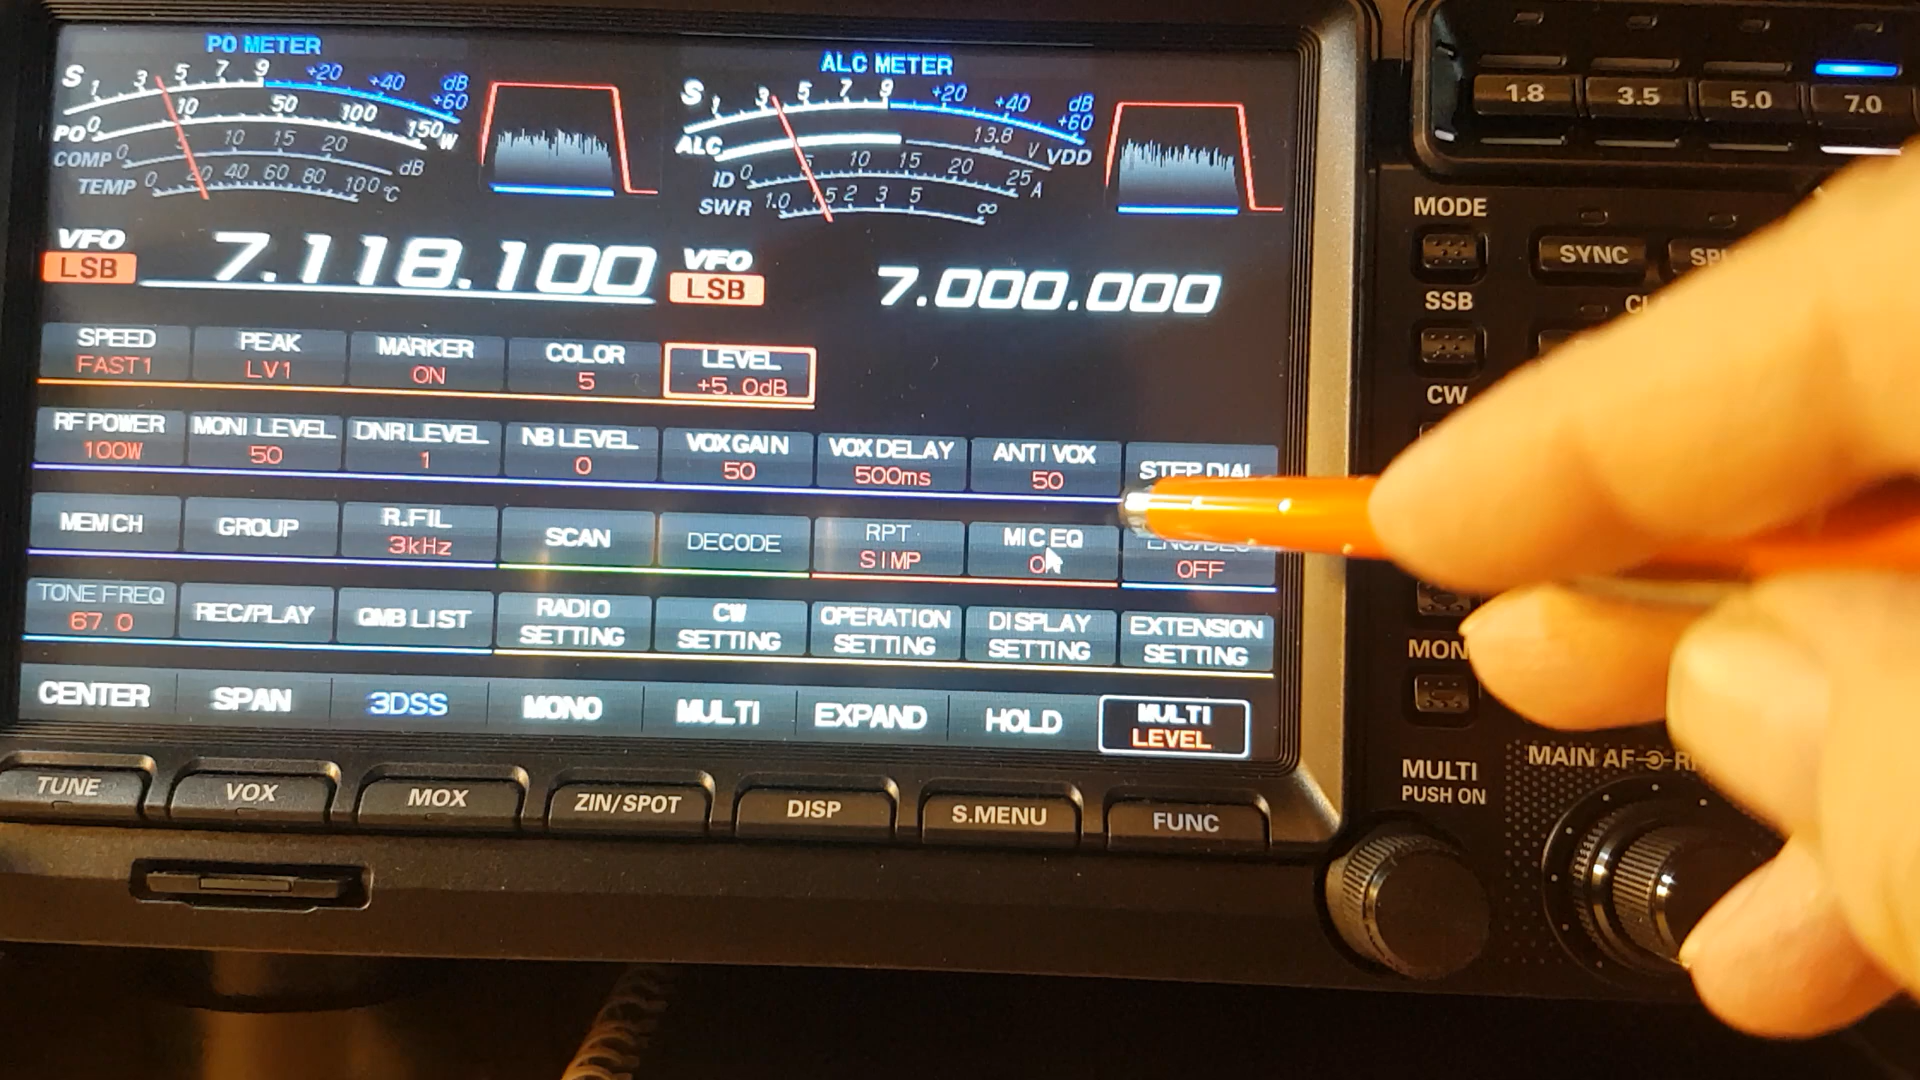 PO METER
S 1 3 5 7 9 +20 +40 +60 dB
PO 0 10 50 100 150 W
COMP 0 10 15 20 dB
TEMP 0 20 40 60 80 100 °C
ALC METER
S 1 3 5 7 9 +20 +40 +60 dB
ALC 13.8 V VDD
ID 0 5 10 15 20 25 A
SWR 1.0 1.5 2 3 5 ∞
VFO
LSB
7.118.100
VFO
LSB
7.000.000
SPEED
FAST1
PEAK
LV1
MARKER
ON
COLOR
5
LEVEL
+5.0dB
RF POWER
100W
MONI LEVEL
50
DNR LEVEL
1
NB LEVEL
0
VOX GAIN
50
VOX DELAY
500ms
ANTI VOX
50
STEP DIAL
MEM CH
GROUP
R.FIL
3kHz
SCAN
DECODE
RPT
SIMP
MIC EQ
ENC/DEC
OFF
TONE FREQ
67.0
REC/PLAY
QMB LIST
RADIO
SETTING
CW
SETTING
OPERATION
SETTING
DISPLAY
SETTING
EXTENSION
SETTING
CENTER
SPAN
3DSS
MONO
MULTI
EXPAND
HOLD
MULTI
LEVEL
TUNE
VOX
MOX
ZIN/SPOT
DISP
S.MENU
FUNC
1.8
3.5
5.0
7.0
MODE
SYNC
SSB
CW
MULTI
PUSH ON
MAIN AF